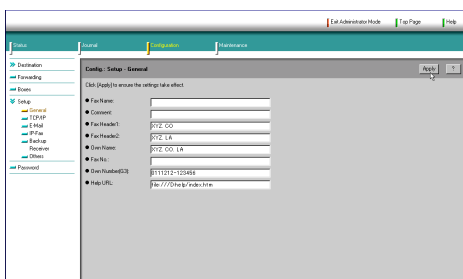 Exit Administrator Mode
Top Page
Help
Status
Journal
Configuration
Maintenance
Destination
Forwarding
Boxes
Setup
General
TCP/IP
E-Mail
IP-Fax
Backup
Receiver
Others
Password
Config.: Setup - General
Apply
?
Click [Apply] to ensure the settings take effect.
Fax Name:
Comment:
Fax Header1: XYZ. CO
Fax Header2: XYZ. LA
Own Name: XYZ. CO. LA
Fax No.:
Own Number(G3): 0111212-123456
Help URL: file:///Dhelp/index.htm